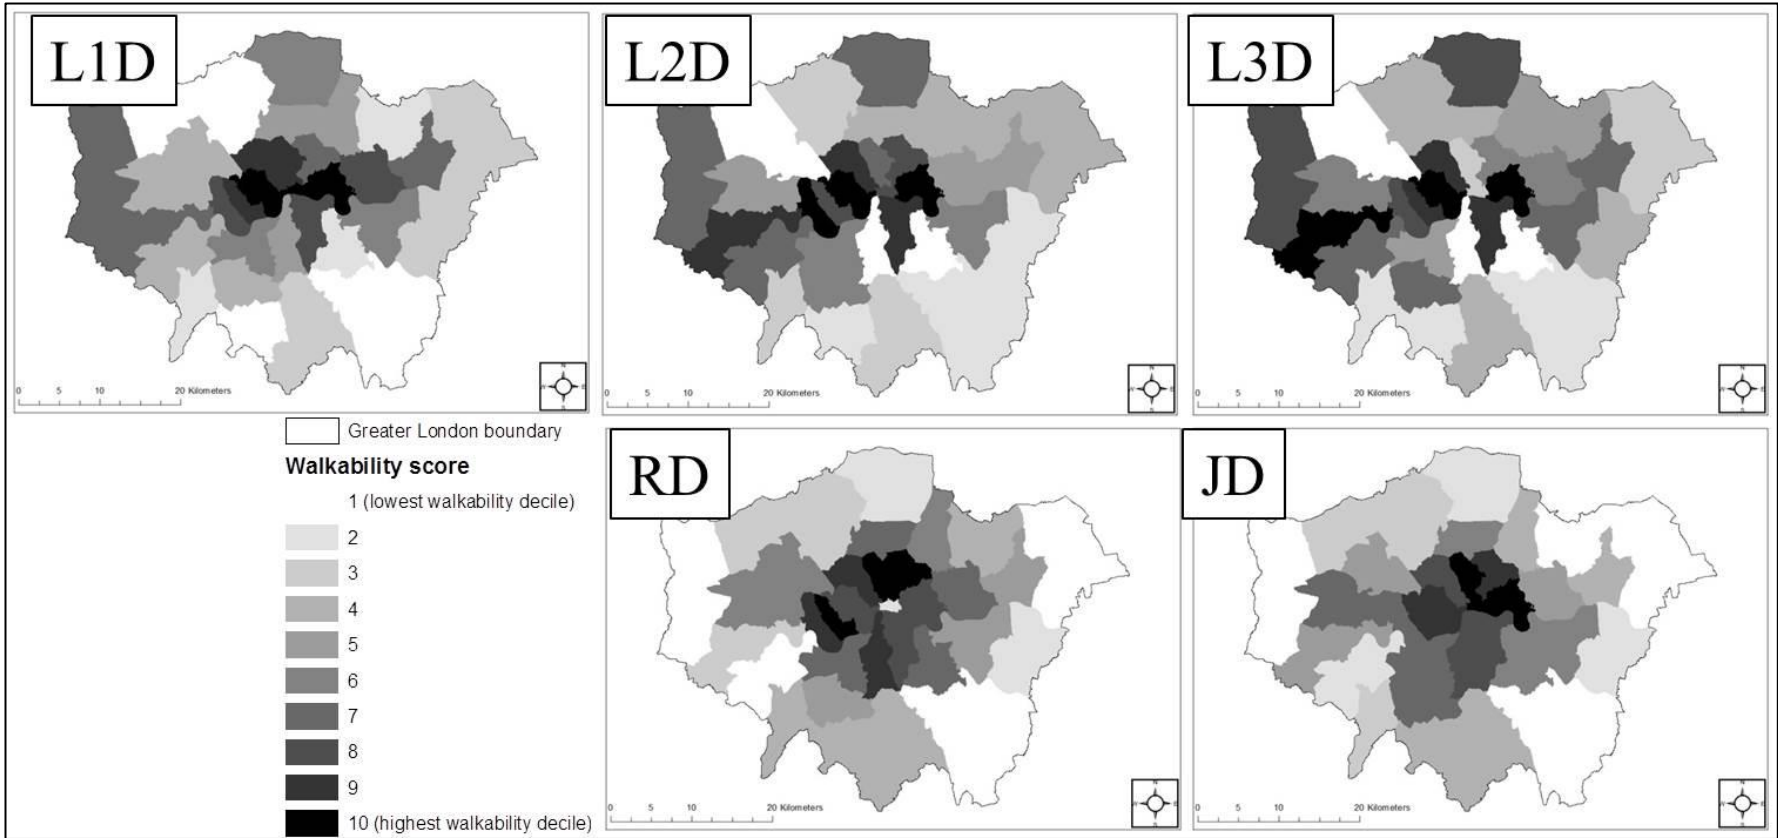 L1D
0 5 10 20 Kilometers
N
W E
S
L2D
0 5 10 20 Kilometers
N
W E
S
L3D
0 5 10 20 Kilometers
N
W E
S
Greater London boundary
Walkability score
1 (lowest walkability decile)
2
3
4
5
6
7
8
9
10 (highest walkability decile)
RD
0 5 10 20 Kilometers
N
W E
S
JD
0 5 10 20 Kilometers
N
W E
S